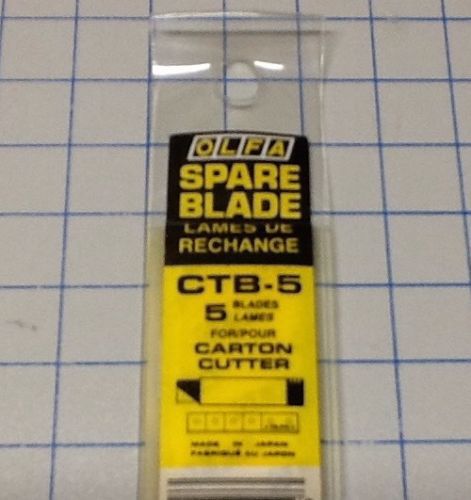 OLFA
SPARE
BLADE
LAMES DE
RECHANGE
CTB-5
5 BLADES
LAMES
FOR/POUR
CARTON
CUTTER
MADE IN JAPAN
FABRIQUÉ DU JAPON